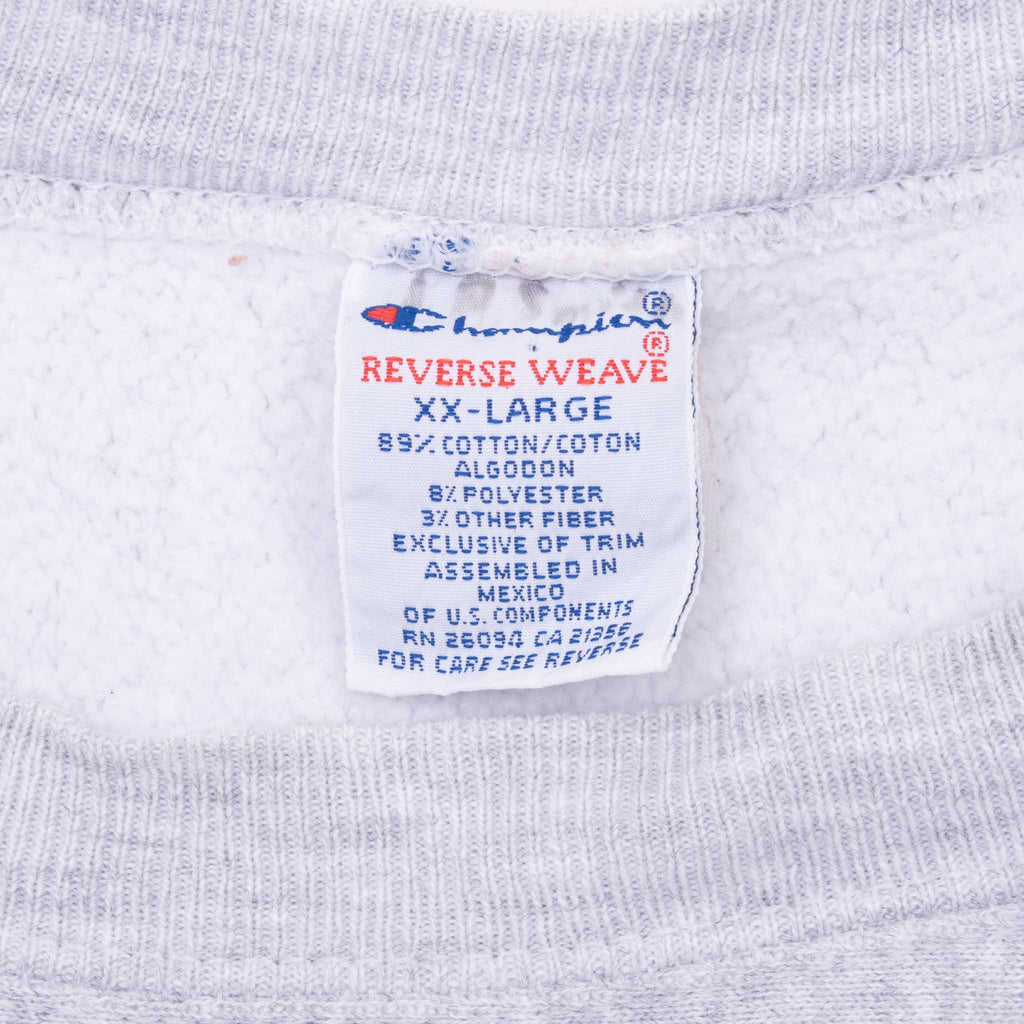 Champion ®
REVERSE WEAVE ®
XX-LARGE
89% COTTON/COTON
ALGODON
8% POLYESTER
3% OTHER FIBER
EXCLUSIVE OF TRIM
ASSEMBLED IN
MEXICO
OF U.S. COMPONENTS
RN 26094 CA 21356
FOR CARE SEE REVERSE